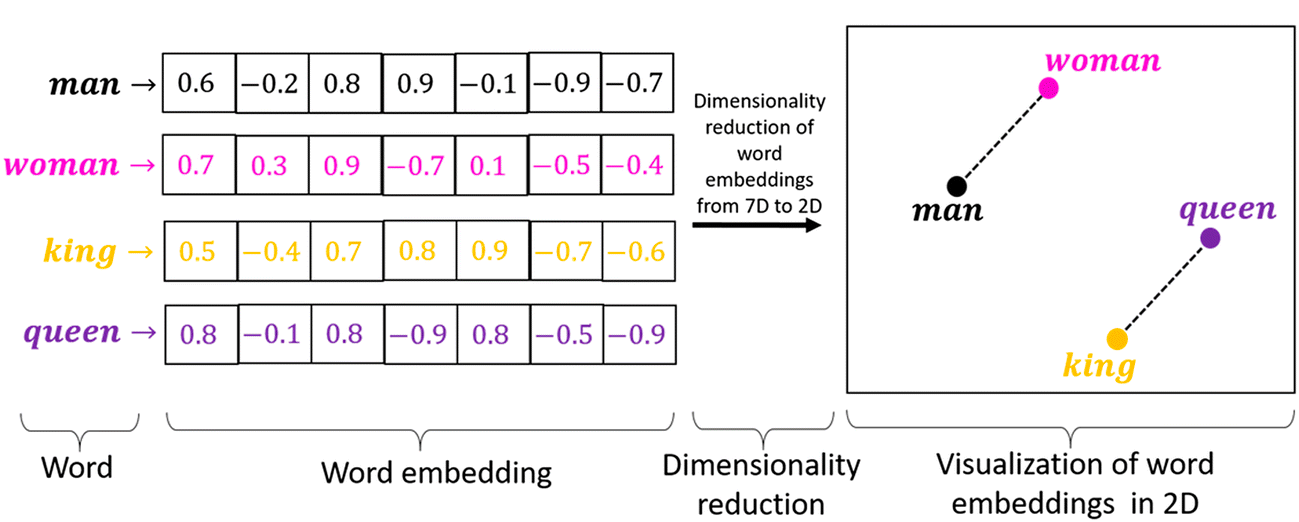 man → 0.6 −0.2 0.8 0.9 −0.1 −0.9 −0.7
woman → 0.7 0.3 0.9 −0.7 0.1 −0.5 −0.4
king → 0.5 −0.4 0.7 0.8 0.9 −0.7 −0.6
queen → 0.8 −0.1 0.8 −0.9 0.8 −0.5 −0.9
Dimensionality
reduction of
word
embeddings
from 7D to 2D
woman
man
queen
king
Word
Word embedding
Dimensionality
reduction
Visualization of word
embeddings in 2D